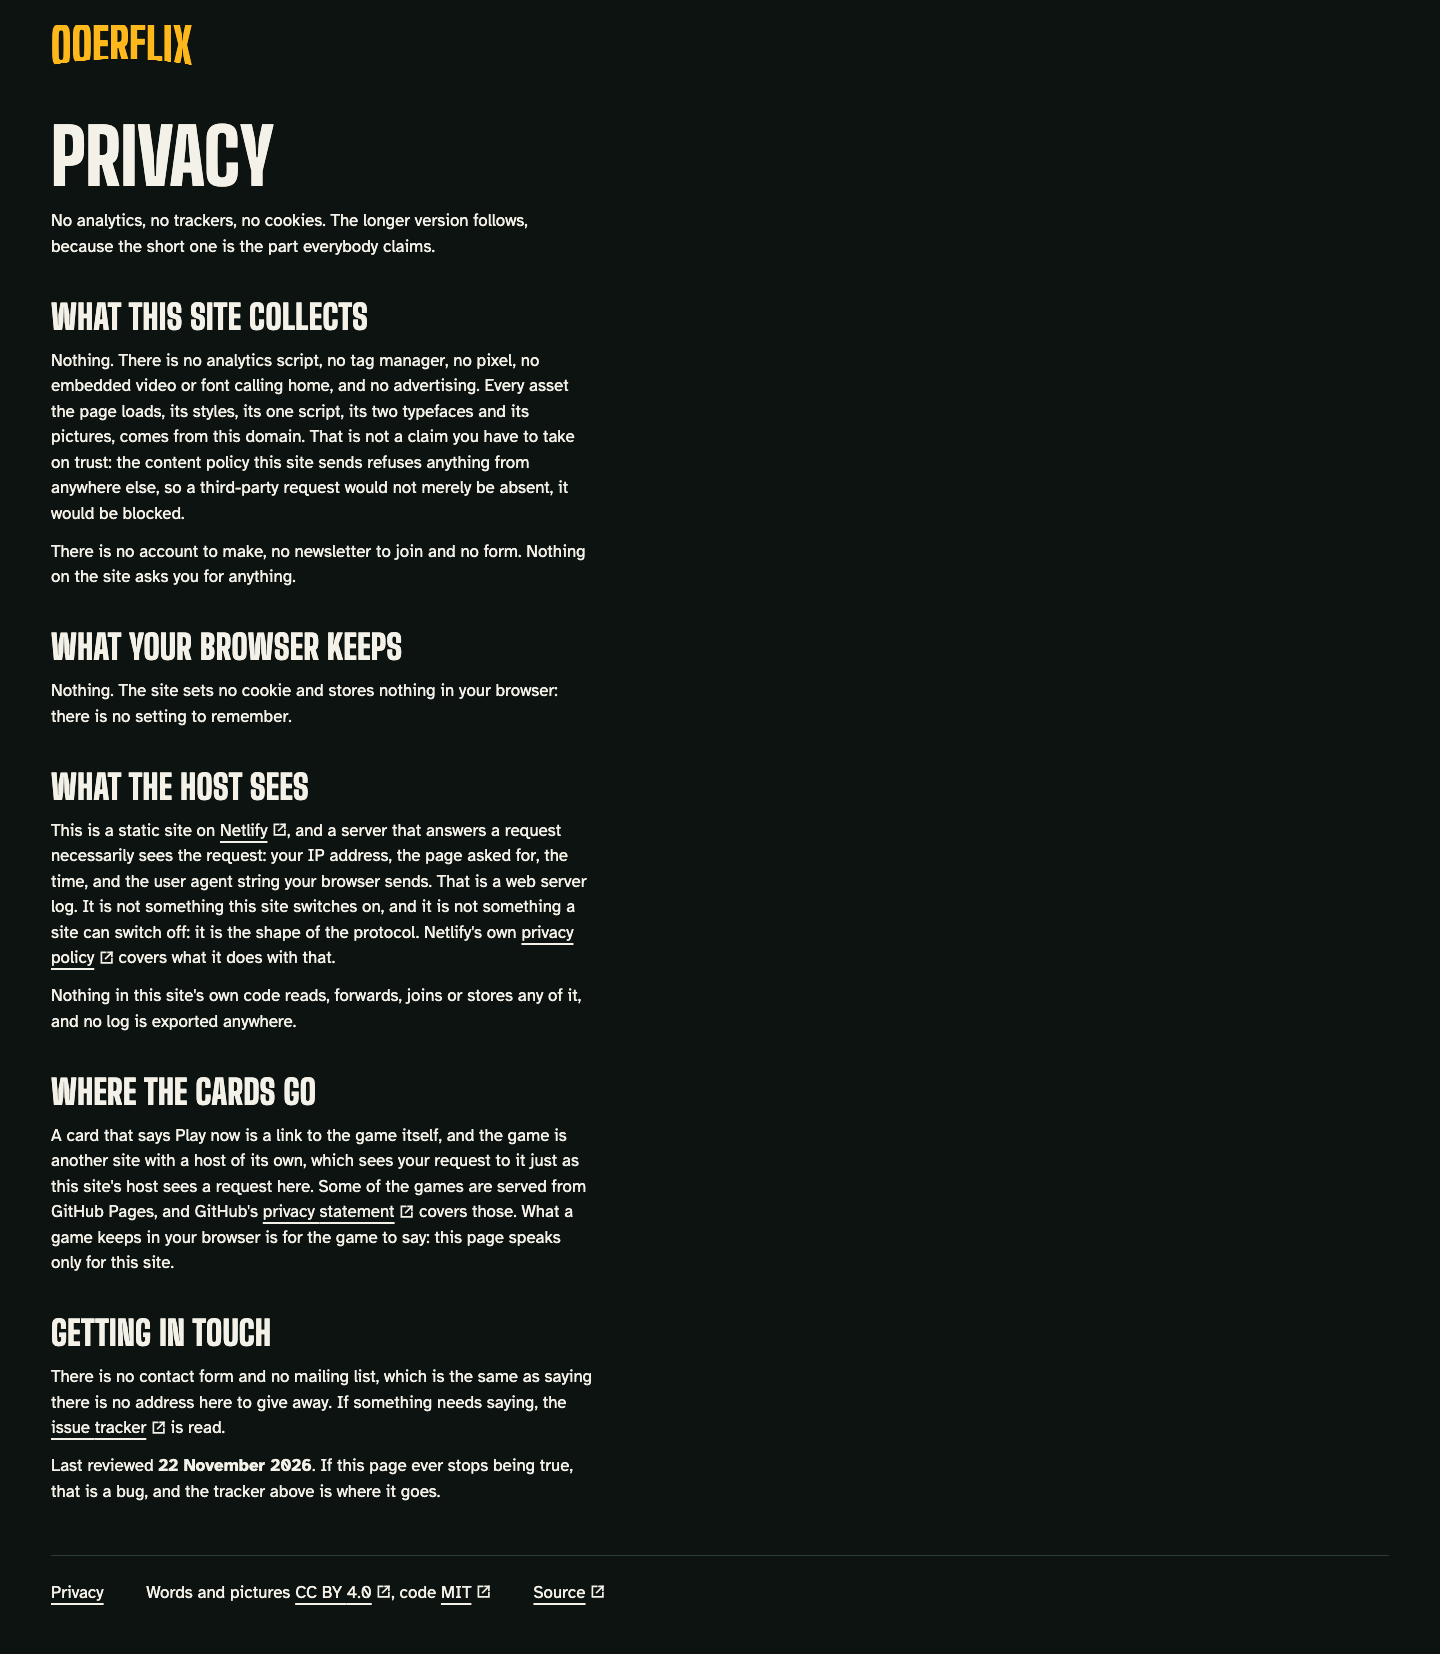 OOERFLIX
PRIVACY
No analytics, no trackers, no cookies. The longer version follows,
because the short one is the part everybody claims.
WHAT THIS SITE COLLECTS
Nothing. There is no analytics script, no tag manager, no pixel, no
embedded video or font calling home, and no advertising. Every asset
the page loads, its styles, its one script, its two typefaces and its
pictures, comes from this domain. That is not a claim you have to take
on trust: the content policy this site sends refuses anything from
anywhere else, so a third-party request would not merely be absent, it
would be blocked.
There is no account to make, no newsletter to join and no form. Nothing
on the site asks you for anything.
WHAT YOUR BROWSER KEEPS
Nothing. The site sets no cookie and stores nothing in your browser:
there is no setting to remember.
WHAT THE HOST SEES
This is a static site on Netlify, and a server that answers a request
necessarily sees the request: your IP address, the page asked for, the
time, and the user agent string your browser sends. That is a web server
log. It is not something this site switches on, and it is not something a
site can switch off: it is the shape of the protocol. Netlify's own privacy
policy covers what it does with that.
Nothing in this site's own code reads, forwards, joins or stores any of it,
and no log is exported anywhere.
WHERE THE CARDS GO
A card that says Play now is a link to the game itself, and the game is
another site with a host of its own, which sees your request to it just as
this site's host sees a request here. Some of the games are served from
GitHub Pages, and GitHub's privacy statement covers those. What a
game keeps in your browser is for the game to say: this page speaks
only for this site.
GETTING IN TOUCH
There is no contact form and no mailing list, which is the same as saying
there is no address here to give away. If something needs saying, the
issue tracker is read.
Last reviewed 22 November 2026. If this page ever stops being true,
that is a bug, and the tracker above is where it goes.
Privacy Words and pictures CC BY 4.0, code MIT Source